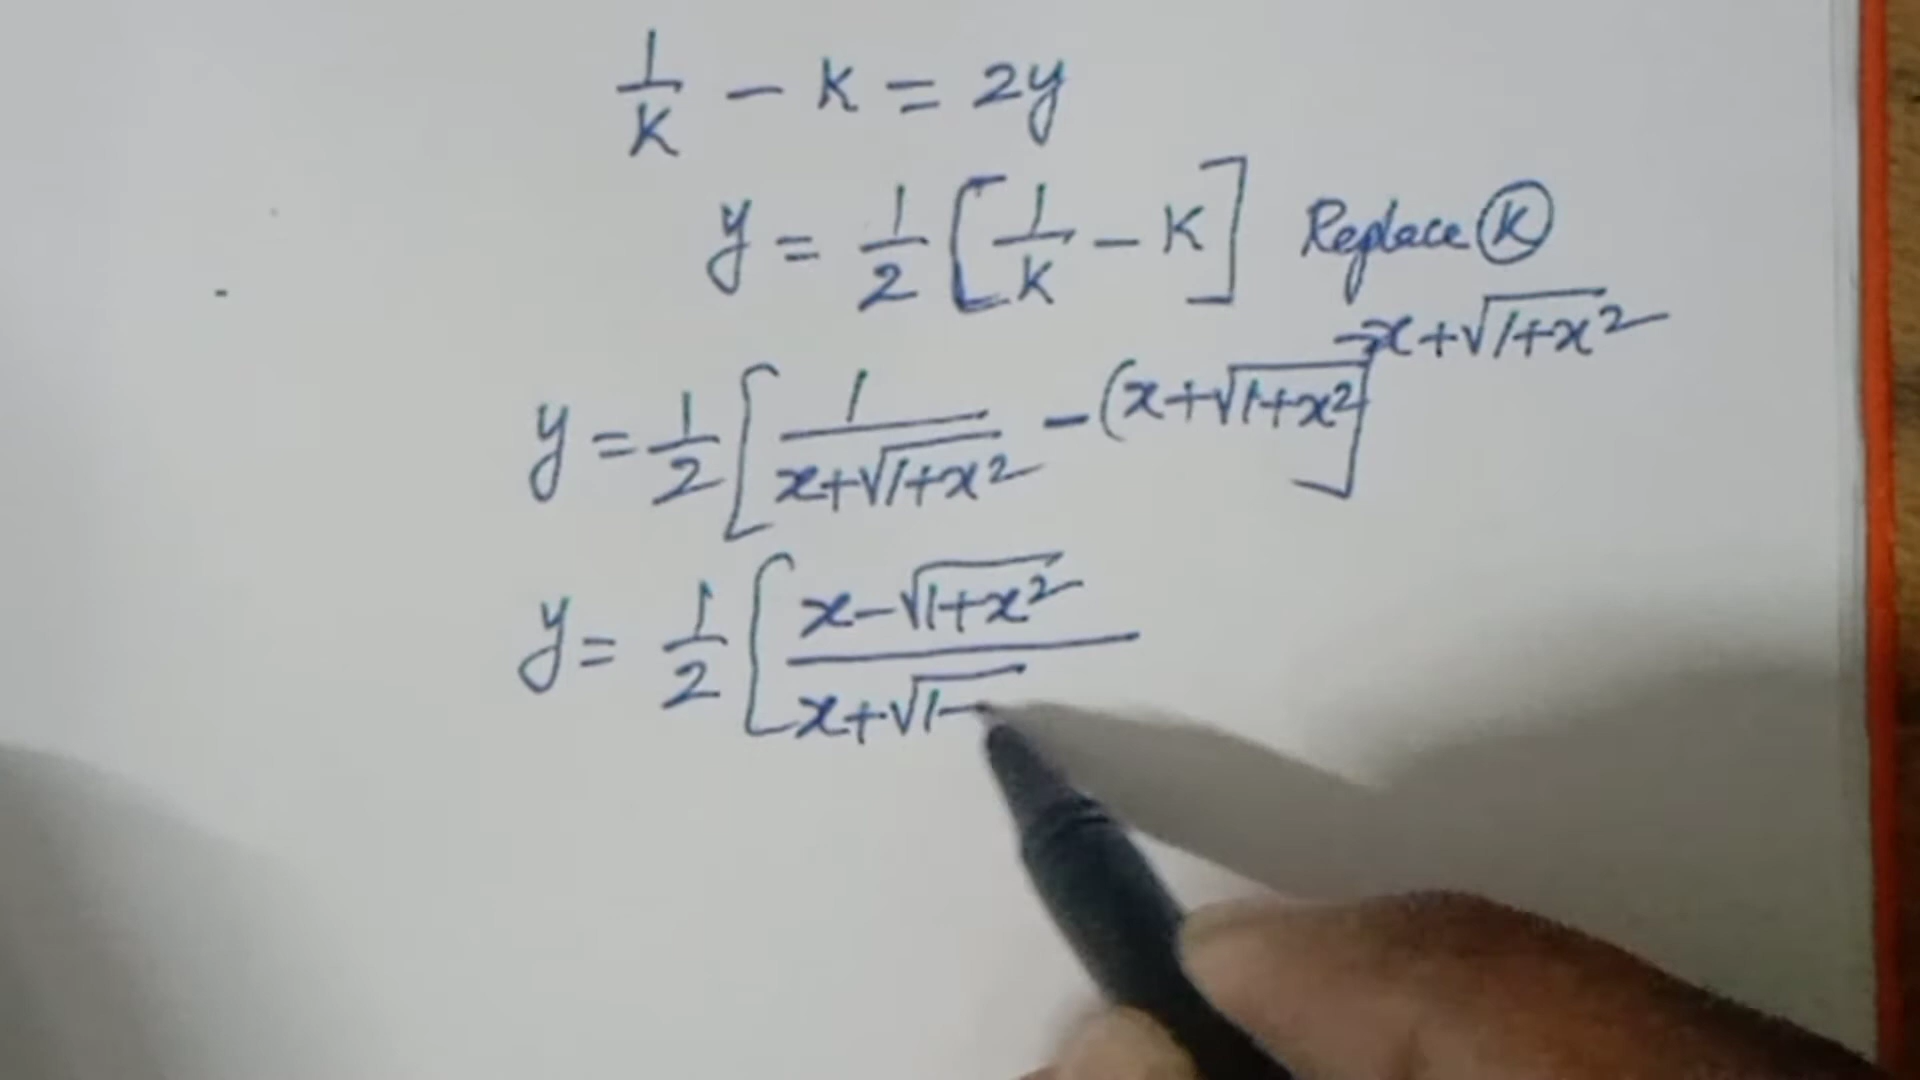 1/K − K = 2y
y = 1/2 [1/K − K] Replace K
→ x+√1+x²
y = 1/2 [1/x+√1+x² − (x+√1+x²]
y = 1/2 [x−√1+x²/x+√1−